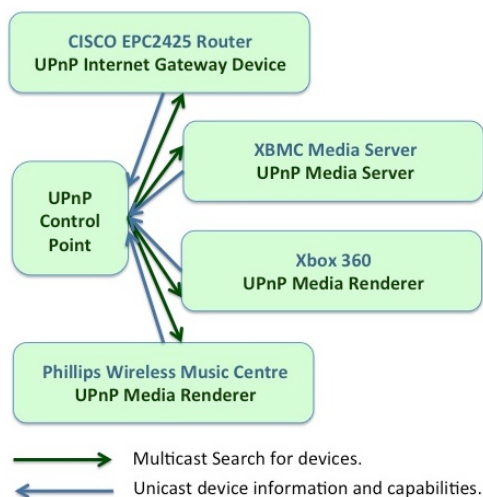 CISCO EPC2425 Router
UPnP Internet Gateway Device
XBMC Media Server
UPnP Media Server
UPnP
Control
Point
Xbox 360
UPnP Media Renderer
Phillips Wireless Music Centre
UPnP Media Renderer
Multicast Search for devices.
Unicast device information and capabilities.